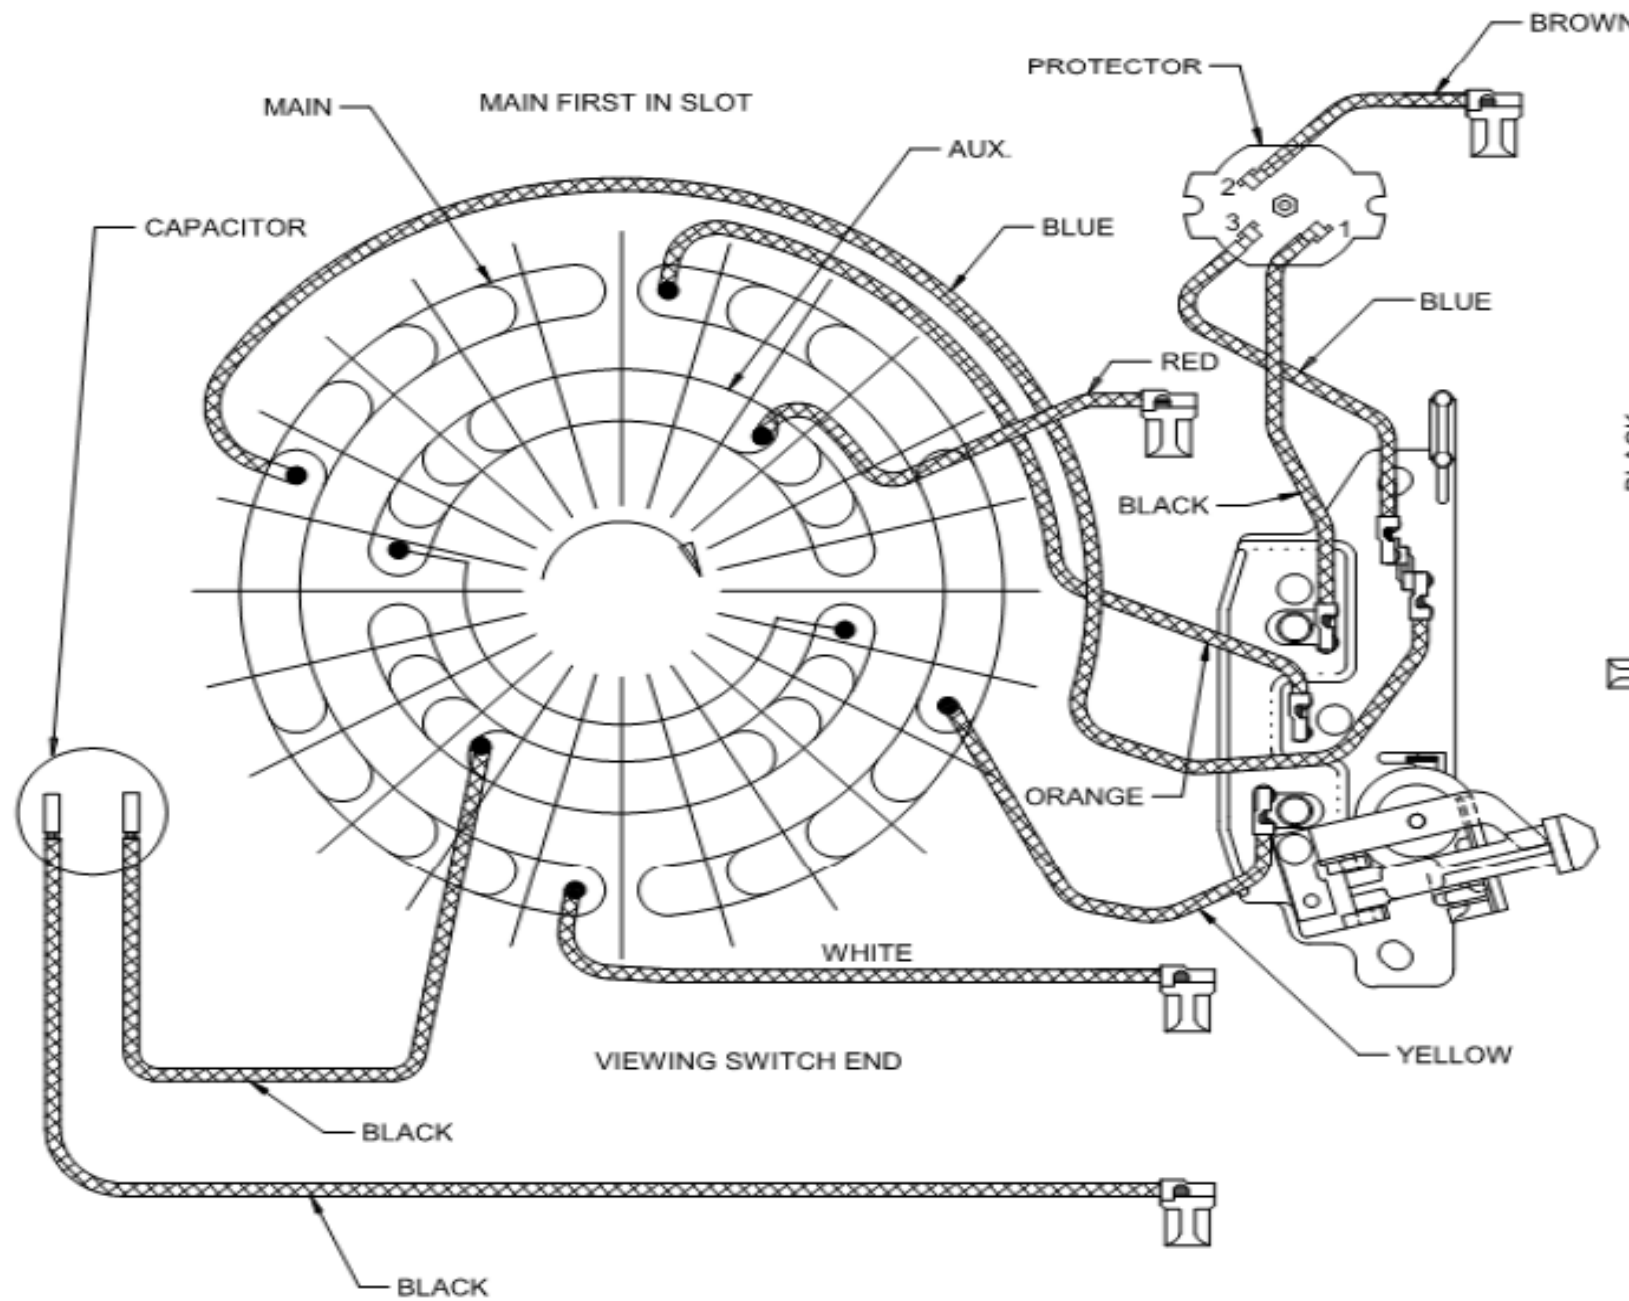 BROWN
PROTECTOR
MAIN
MAIN FIRST IN SLOT
AUX.
2
3
1
CAPACITOR
BLUE
BLUE
RED
BLACK
ORANGE
WHITE
VIEWING SWITCH END
YELLOW
BLACK
BLACK